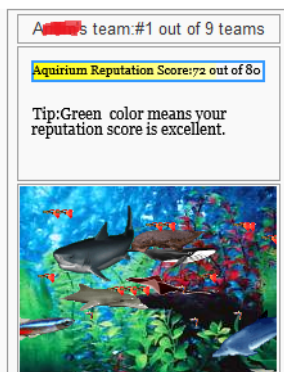 team:#1 out of 9 teams
Aquirium Reputation Score:72 out of 80
Tip:Green color means your
reputation score is excellent.